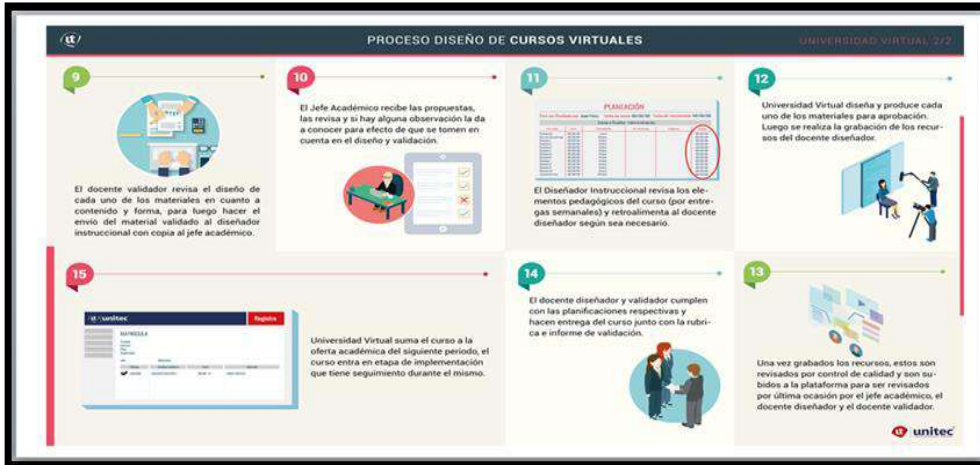 PROCESO DISEÑO DE CURSOS VIRTUALES
UNIVERSIDAD VIRTUAL 2/2
9
El docente validador revisa el diseño de
cada uno de los materiales en cuanto a
contenido y forma, para luego hacer el
envío del material validado al diseñador
instruccional con copia al jefe académico.
10
El Jefe Académico recibe las propuestas,
las revisa y si hay alguna observación la da
a conocer para efecto de que se tomen en
cuenta en el diseño y validación.
11
PLANEACIÓN
El Diseñador Instruccional revisa los ele-
mentos pedagógicos del curso (por entre-
gas semanales) y retroalimenta al docente
diseñador según sea necesario.
12
Universidad Virtual diseña y produce cada
uno de los materiales para aprobación.
Luego se realiza la grabación de los recur-
sos del docente diseñador.
13
Una vez grabados los recursos, estos son
revisados por control de calidad y son su-
bidos a la plataforma para ser revisados
por última ocasión por el jefe académico, el
docente diseñador y el docente validador.
14
El docente diseñador y validador cumplen
con las planificaciones respectivas y
hacen entrega del curso junto con la rubri-
ca e informe de validación.
15
unitec
Registro
MATRICULA
Universidad Virtual suma el curso a la
oferta académica del siguiente periodo, el
curso entra en etapa de implementación
que tiene seguimiento durante el mismo.
unitec